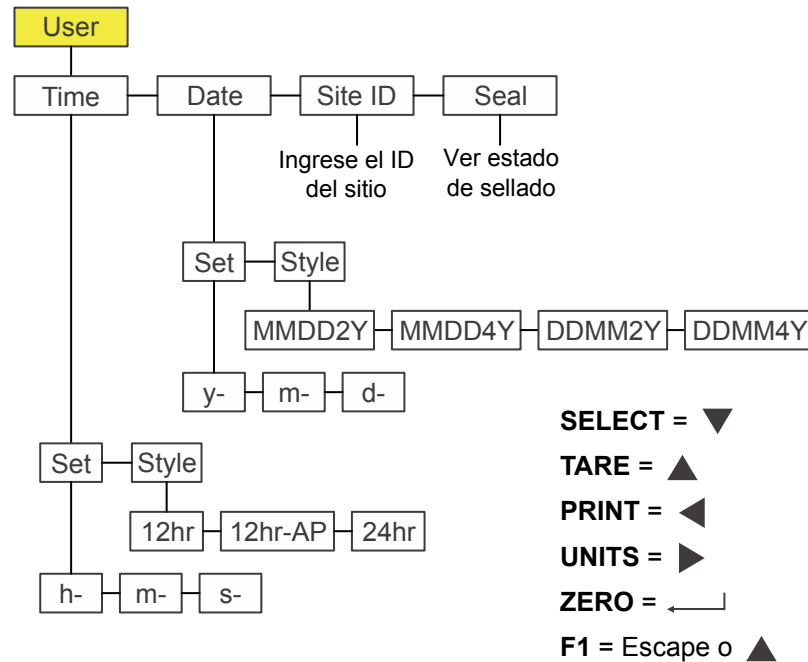 User
Time Date Site ID Seal
Ingrese el ID
del sitio
Ver estado
de sellado
Set Style
MMDD2Y MMDD4Y DDMM2Y DDMM4Y
y- m- d-
Set Style
12hr 12hr-AP 24hr
h- m- s-
SELECT = ▼
TARE = ▲
PRINT = ◀
UNITS = ▶
ZERO = ↵
F1 = Escape o ▲